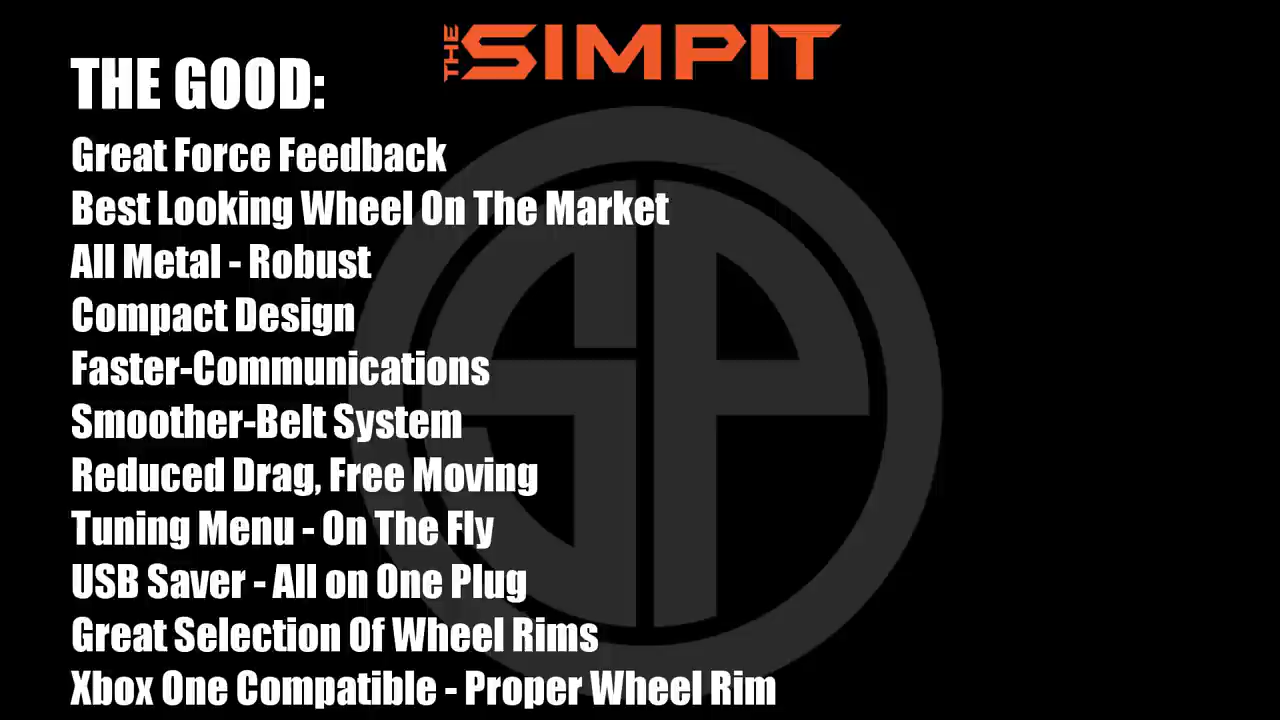 THE SIMPIT
THE GOOD:
Great Force Feedback
Best Looking Wheel On The Market
All Metal - Robust
Compact Design
Faster-Communications
Smoother-Belt System
Reduced Drag, Free Moving
Tuning Menu - On The Fly
USB Saver - All on One Plug
Great Selection Of Wheel Rims
Xbox One Compatible - Proper Wheel Rim
SP